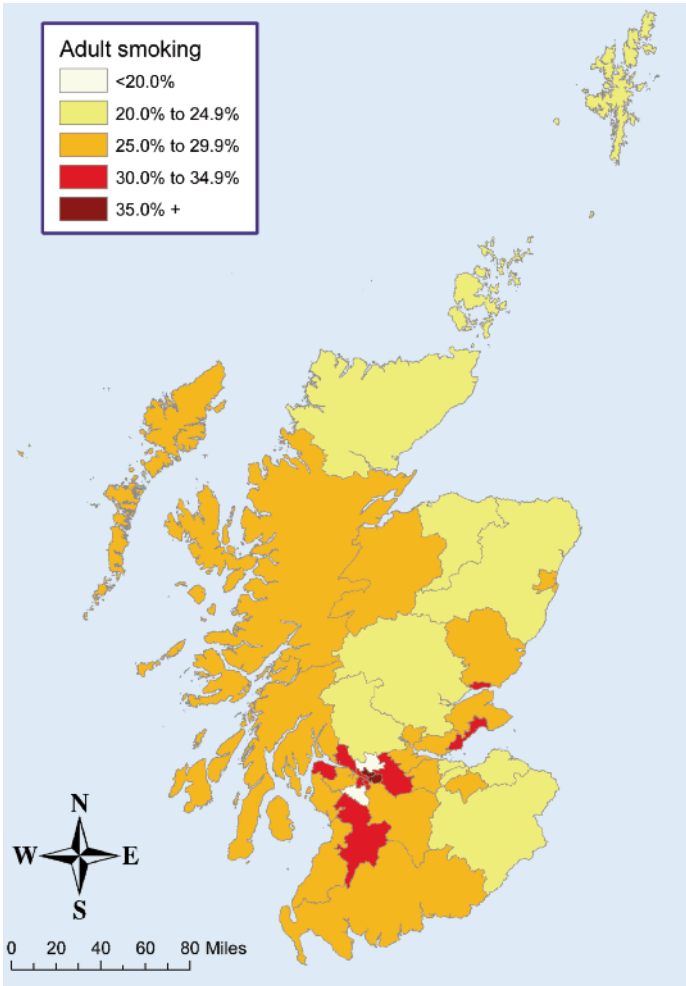 Adult smoking
<20.0%
20.0% to 24.9%
25.0% to 29.9%
30.0% to 34.9%
35.0% +
N
W E
S
0 20 40 60 80 Miles